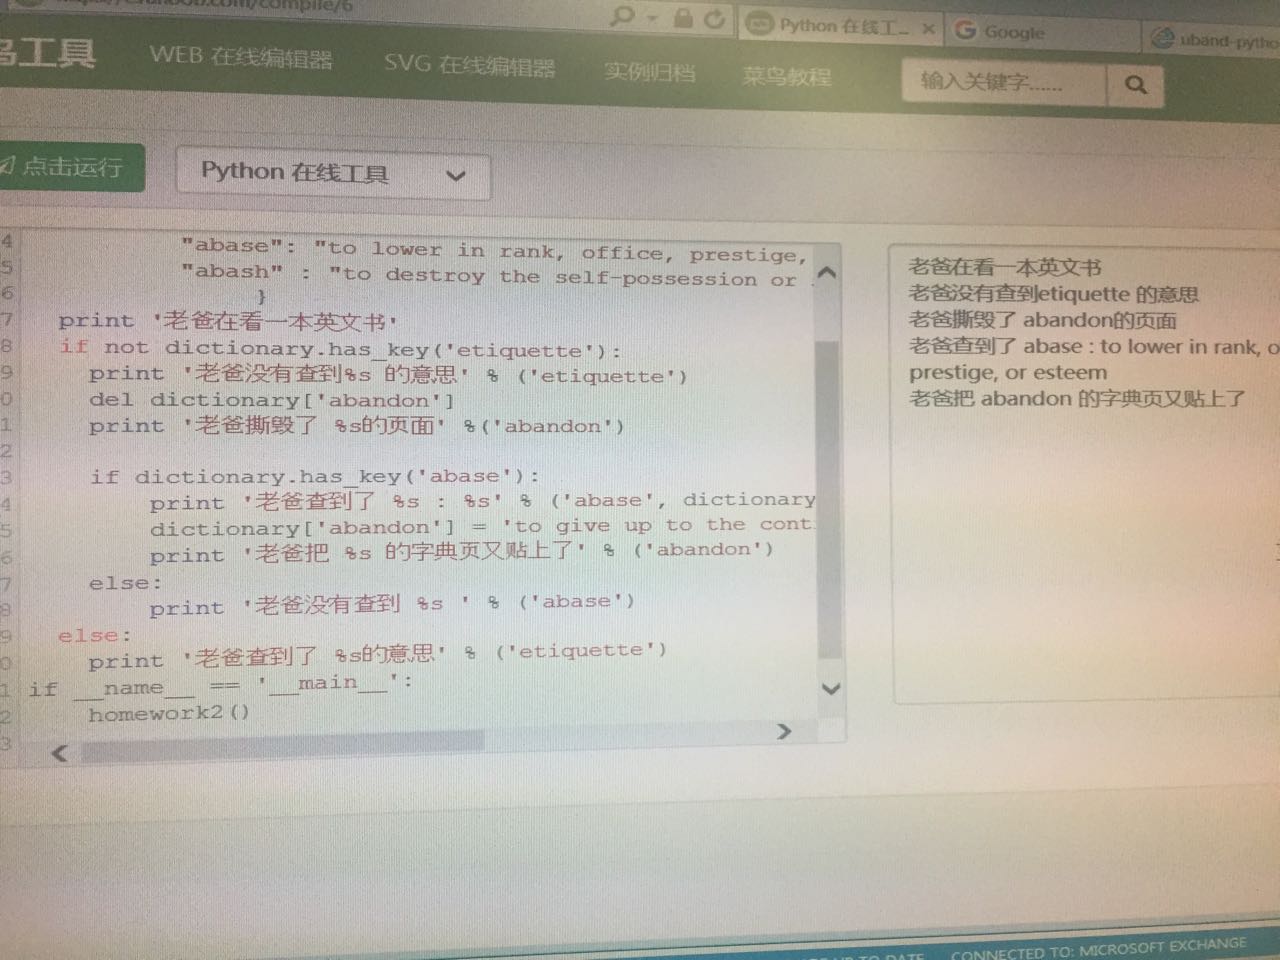 compile/6
Python 在线工...
Google
uband-pytho
工具
WEB 在线编辑器
SVG 在线编辑器
实例归档
菜鸟教程
输入关键字......
点击运行
Python 在线工具
4 "abase": "to lower in rank, office, prestige,
5 "abash" : "to destroy the self-possession or
6 }
7 print '老爸在看一本英文书'
8 if not dictionary.has_key('etiquette'):
9 print '老爸没有查到%s 的意思' % ('etiquette')
0 del dictionary['abandon']
1 print '老爸撕毁了 %s的页面' %('abandon')
2
3 if dictionary.has_key('abase'):
4 print '老爸查到了 %s : %s' % ('abase', dictionary
5 dictionary['abandon'] = 'to give up to the cont
6 print '老爸把 %s 的字典页又贴上了' % ('abandon')
7 else:
8 print '老爸没有查到 %s ' % ('abase')
9 else:
0 print '老爸查到了 %s的意思' % ('etiquette')
1 if __name__ == '__main__':
2 homework2()
3
老爸在看一本英文书
老爸没有查到etiquette 的意思
老爸撕毁了 abandon的页面
老爸查到了 abase : to lower in rank, o
prestige, or esteem
老爸把 abandon 的字典页又贴上了
UP TO DATE
CONNECTED TO: MICROSOFT EXCHANGE